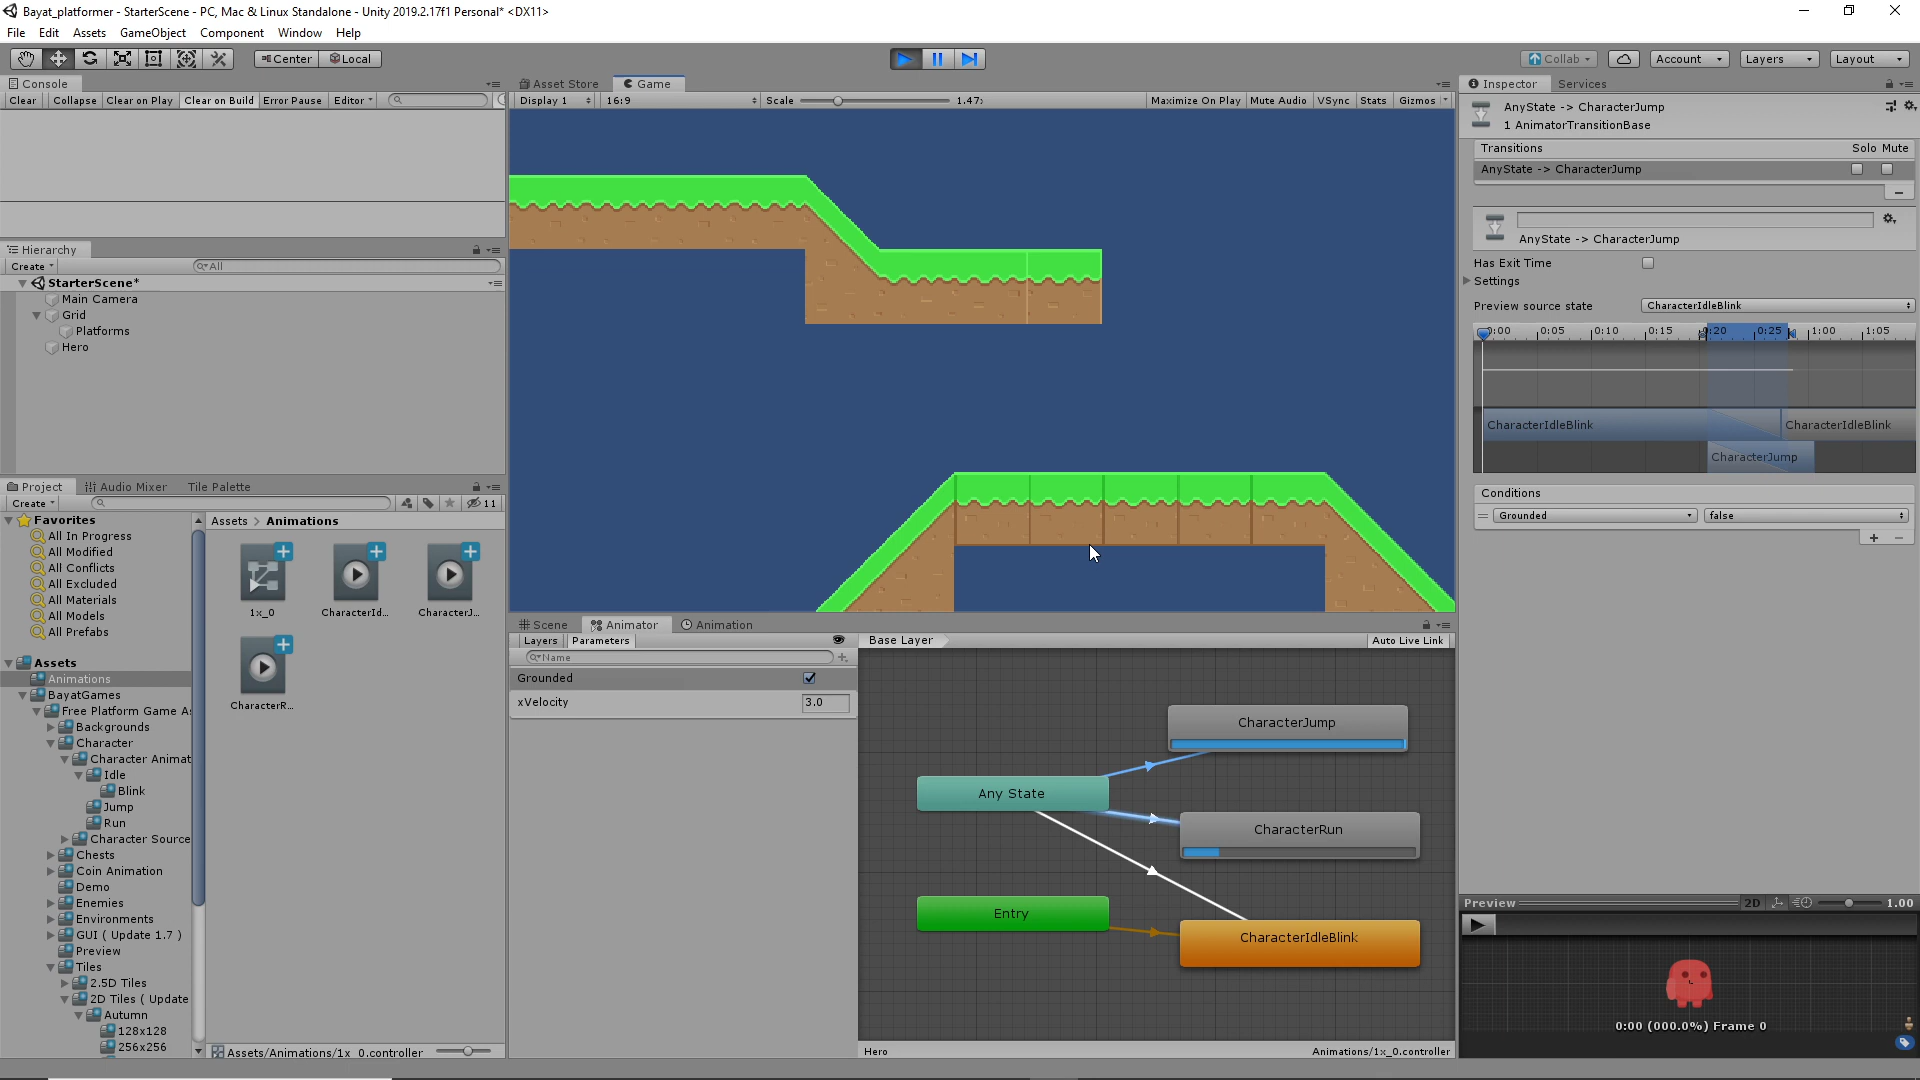 Bayat_platformer - StarterScene - PC, Mac & Linux Standalone - Unity 2019.2.17f1 Personal* <DX11>
File Edit Assets GameObject Component Window Help
Center Local
Collab Account Layers Layout
Console
Clear Collapse Clear on Play Clear on Build Error Pause Editor
Hierarchy
Create All
StarterScene*
Main Camera
Grid
Platforms
Hero
Project Audio Mixer Tile Palette
Create 11
Favorites
All In Progress
All Modified
All Conflicts
All Excluded
All Materials
All Models
All Prefabs
Assets
Animations
BayatGames
Free Platform Game A
Backgrounds
Character
Character Animat
Idle
Blink
Jump
Run
Character Source
Chests
Coin Animation
Demo
Enemies
Environments
GUI ( Update 1.7 )
Preview
Tiles
2.5D Tiles
2D Tiles ( Update
Autumn
128x128
256x256
Assets > Animations
1x_0 CharacterId... CharacterJ...
CharacterR...
Assets/Animations/1x_0.controller
Asset Store Game
Display 1 16:9 Scale 1.47x Maximize On Play Mute Audio VSync Stats Gizmos
Scene Animator Animation
Layers Parameters Base Layer Auto Live Link
Name
Grounded
xVelocity 3.0
CharacterJump
Any State
CharacterRun
Entry
CharacterIdleBlink
Hero Animations/1x_0.controller
Inspector Services
AnyState -> CharacterJump
1 AnimatorTransitionBase
Transitions Solo Mute
AnyState -> CharacterJump
AnyState -> CharacterJump
Has Exit Time
Settings
Preview source state CharacterIdleBlink
0:00 0:05 0:10 0:15 0:20 0:25 1:00 1:05
CharacterIdleBlink CharacterIdleBlink
CharacterJump
Conditions
Grounded false
Preview 2D 1.00
0:00 (000.0%) Frame 0